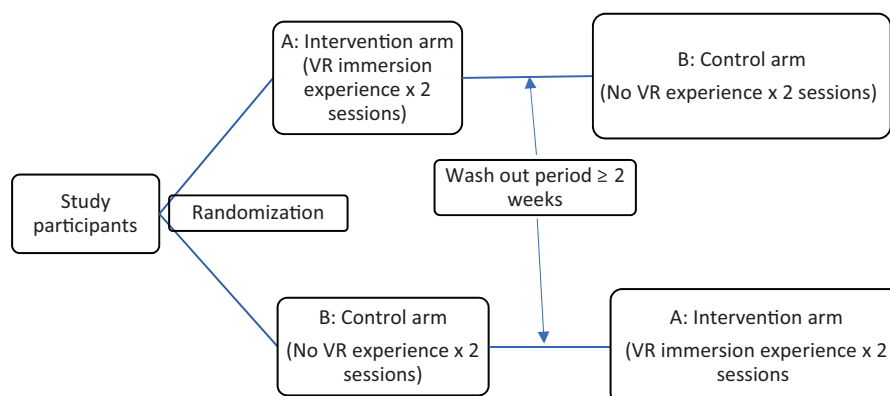 A: Intervention arm
(VR immersion
experience x 2
sessions)
B: Control arm
(No VR experience x 2 sessions)
Wash out period ≥ 2
weeks
Study
participants
Randomization
B: Control arm
(No VR experience x 2
sessions)
A: Intervention arm
(VR immersion experience x 2
sessions